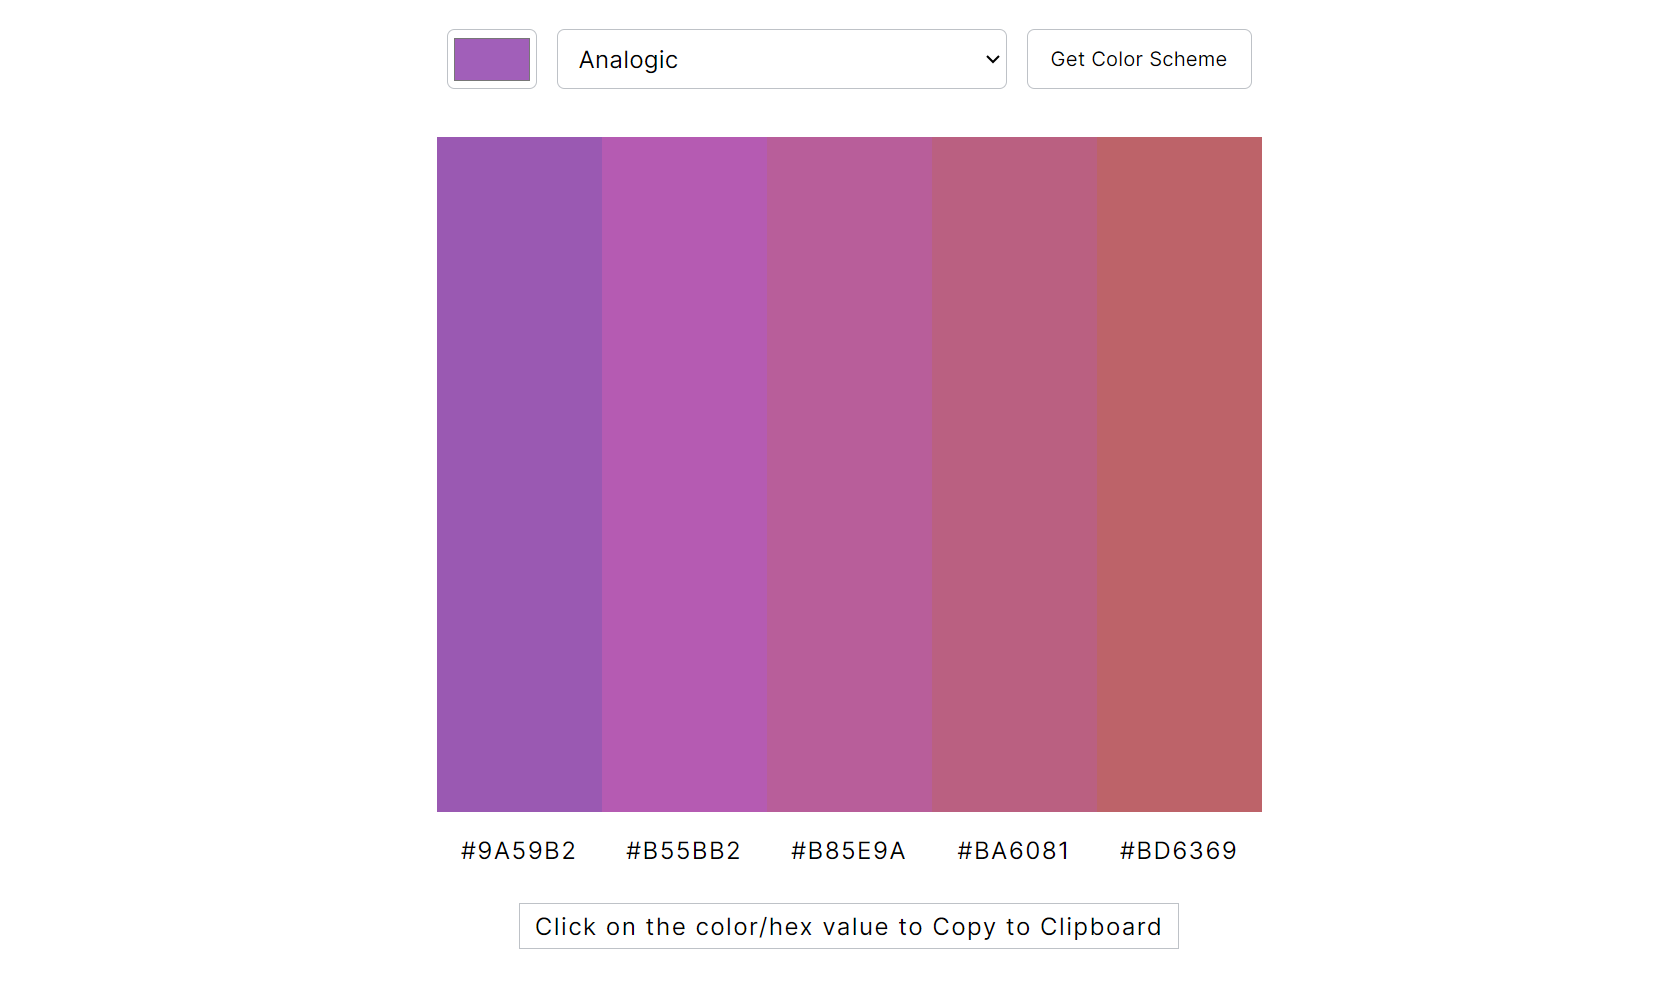 Analogic
Get Color Scheme
#9A59B2 #B55BB2 #B85E9A #BA6081 #BD6369
Click on the color/hex value to Copy to Clipboard